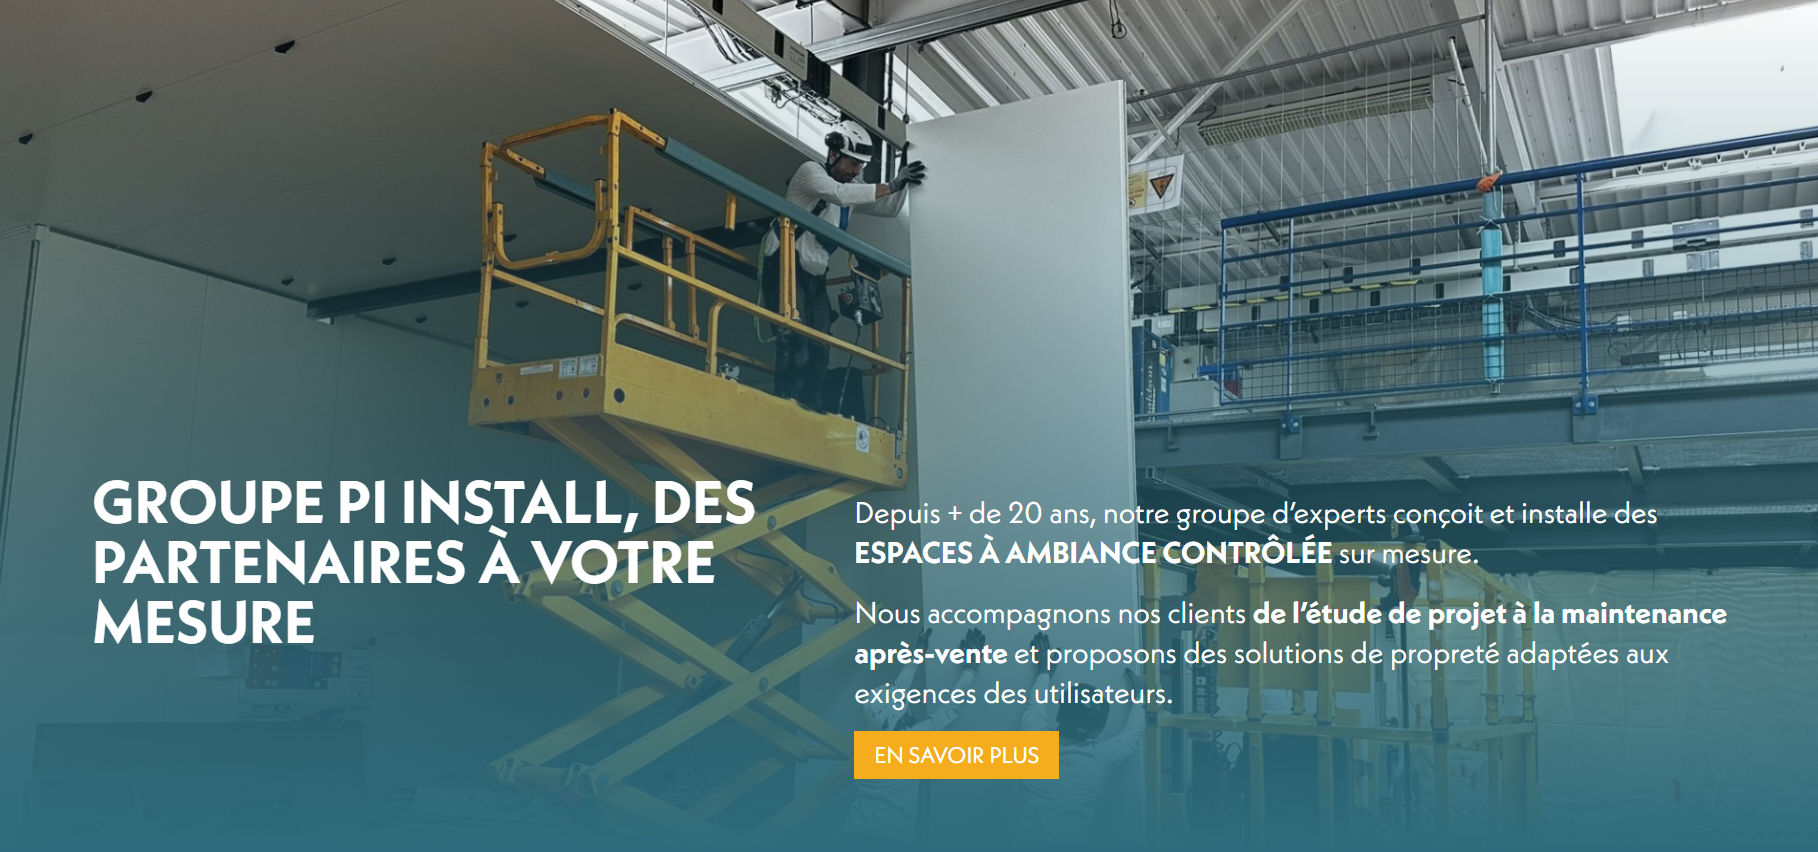 GROUPE PI INSTALL, DES
PARTENAIRES À VOTRE
MESURE
Depuis + de 20 ans, notre groupe d’experts conçoit et installe des
ESPACES À AMBIANCE CONTRÔLÉE sur mesure.
Nous accompagnons nos clients de l’étude de projet à la maintenance
après-vente et proposons des solutions de propreté adaptées aux
exigences des utilisateurs.
EN SAVOIR PLUS